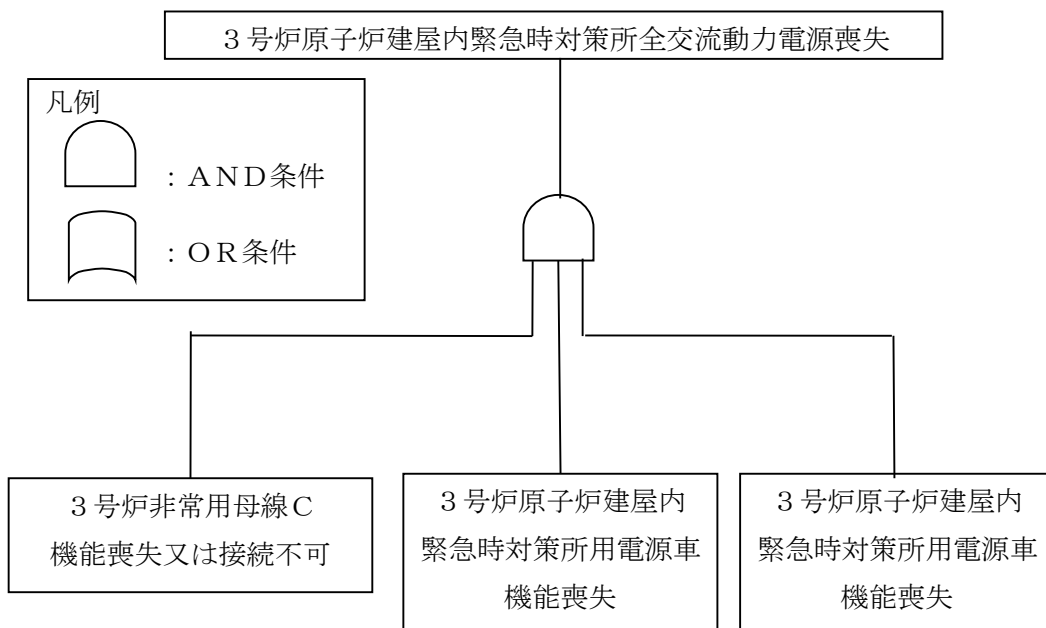 ３号炉原子炉建屋内緊急時対策所全交流動力電源喪失
凡例
：ＡＮＤ条件
：ＯＲ条件
３号炉非常用母線Ｃ
機能喪失又は接続不可
３号炉原子炉建屋内
緊急時対策所用電源車
機能喪失
３号炉原子炉建屋内
緊急時対策所用電源車
機能喪失